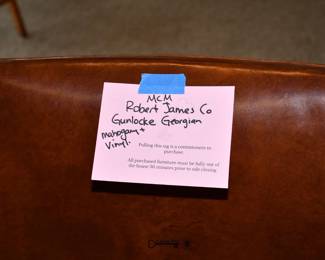 MCM
Robert James Co
Gunlocke Georgian
mahogany +
vinyl.
Pulling this tag is a commitment to
purchase.
All purchased furniture must be fully out of
the house 30 minutes prior to sale closing.